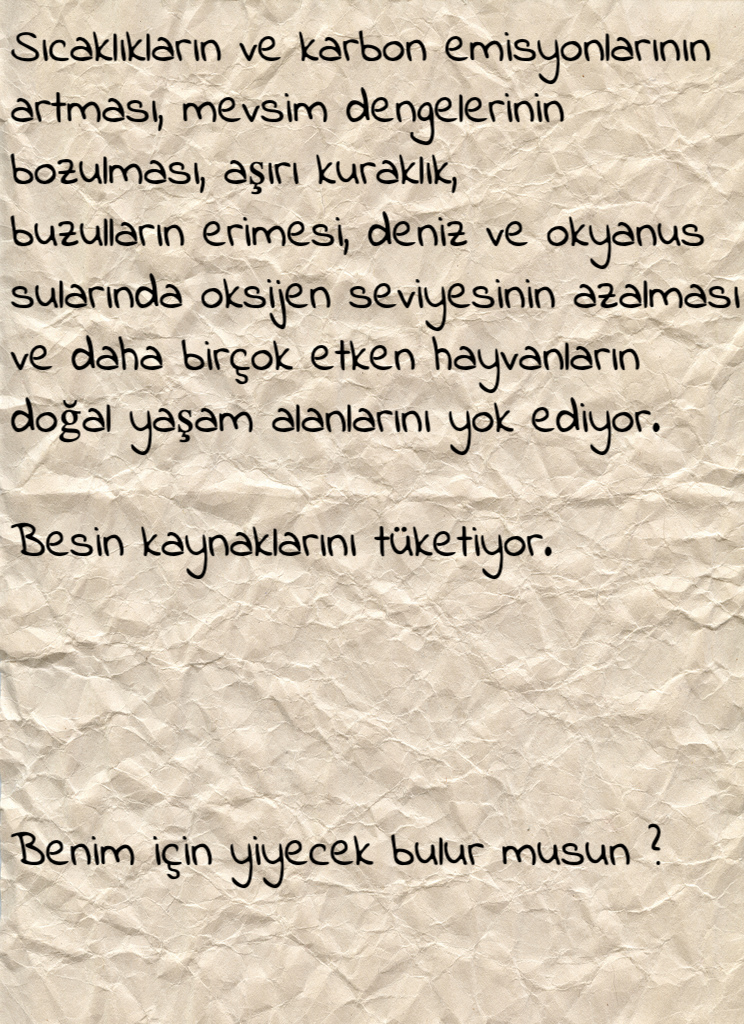 Sıcaklıkların ve karbon emisyonlarının
artması, mevsim dengelerinin
bozulması, aşırı kuraklık,
buzulların erimesi, deniz ve okyanus
sularında oksijen seviyesinin azalması
ve daha birçok etken hayvanların
doğal yaşam alanlarını yok ediyor.
Besin kaynaklarını tüketiyor.
Benim için yiyecek bulur musun ?